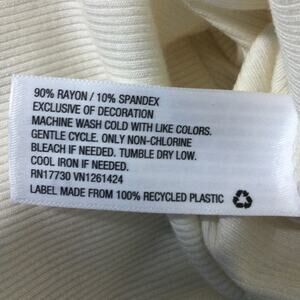 90% RAYON / 10% SPANDEX
EXCLUSIVE OF DECORATION
MACHINE WASH COLD WITH LIKE COLORS.
GENTLE CYCLE. ONLY NON-CHLORINE
BLEACH IF NEEDED. TUMBLE DRY LOW.
COOL IRON IF NEEDED.
RN17730 VN1261424
LABEL MADE FROM 100% RECYCLED PLASTIC